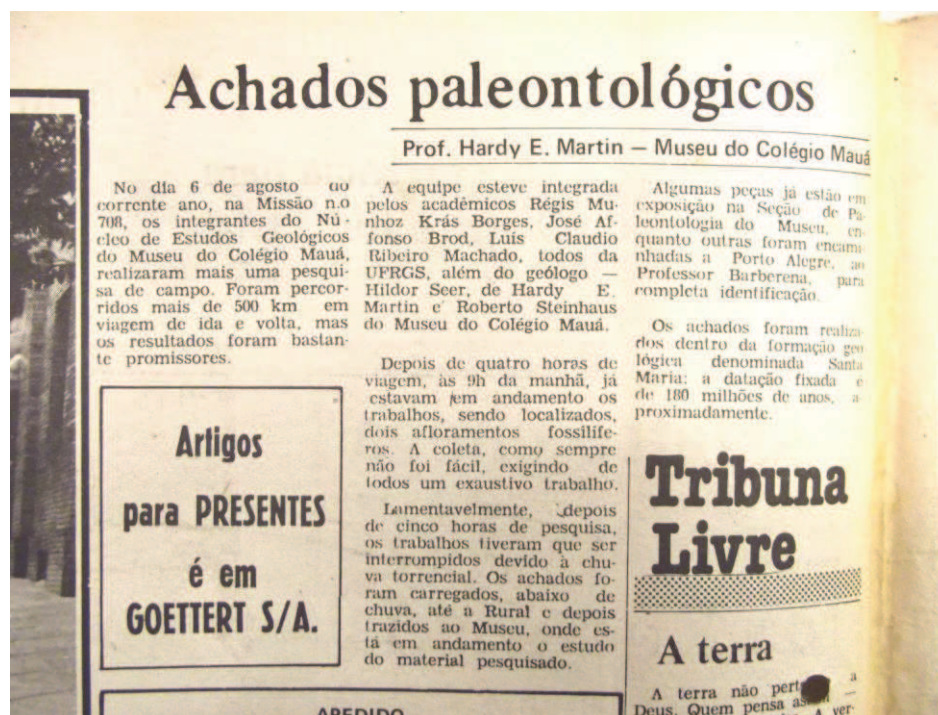 Achados paleontológicos
Prof. Hardy E. Martin — Museu do Colégio Mauá
No dia 6 de agosto do
corrente ano, na Missão n.o
708, os integrantes do Nú-
cleo de Estudos Geológicos
do Museu do Colégio Mauá,
realizaram mais uma pesqui-
sa de campo. Foram percor-
ridos mais de 500 km em
viagem de ida e volta, mas
os resultados foram bastan-
te promissores.
Artigos
para PRESENTES
é em
GOETTERT S/A.
A equipe esteve integrada
pelos acadêmicos Régis Mu-
nhoz Krás Borges, José Af-
fonso Brod, Luís Claudio
Ribeiro Machado, todos da
UFRGS, além do geólogo —
Hildor Seer, de Hardy E.
Martin e Roberto Steinhaus
do Museu do Colégio Mauá.
Depois de quatro horas de
viagem, às 9h da manhã, já
estavam em andamento os
trabalhos, sendo localizados,
dois afloramentos fossilife-
ros. A coleta, como sempre
não foi fácil, exigindo de
todos um exaustivo trabalho.
Lamentavelmente, depois
de cinco horas de pesquisa,
os trabalhos tiveram que ser
interrompidos devido à chu-
va torrencial. Os achados fo-
ram carregados, abaixo de
chuva, até a Rural e depois
trazidos ao Museu, onde es-
tá em andamento o estudo
do material pesquisado.
Algumas peças já estão em
exposição na Seção de Pa-
leontologia do Museu, en-
quanto outras foram encami
nhadas a Porto Alegre, ao
Professor Barberena, para
completa identificação.
Os achados foram realiza
dos dentro da formação geo
lógica denominada Santa
Maria; a datação fixada e
de 180 milhões de anos, a-
proximadamente.
Tribuna
Livre
A terra
A terra não a
Deus. Quem pensa —
A ver-